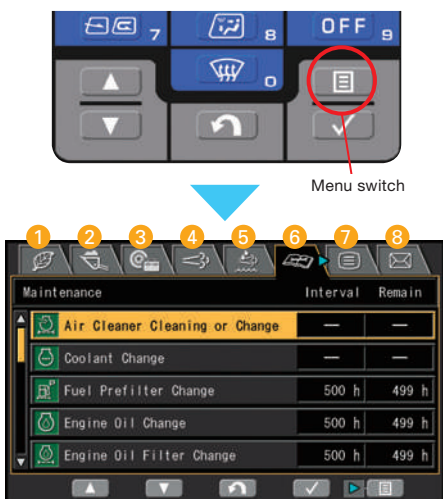 7 8 OFF 9
0
Menu switch
1 2 3 4 5 6 7 8
Maintenance Interval Remain
Air Cleaner Cleaning or Change — —
Coolant Change — —
P Fuel Prefilter Change 500 h 499 h
Engine Oil Change 500 h 499 h
Engine Oil Filter Change 500 h 499 h